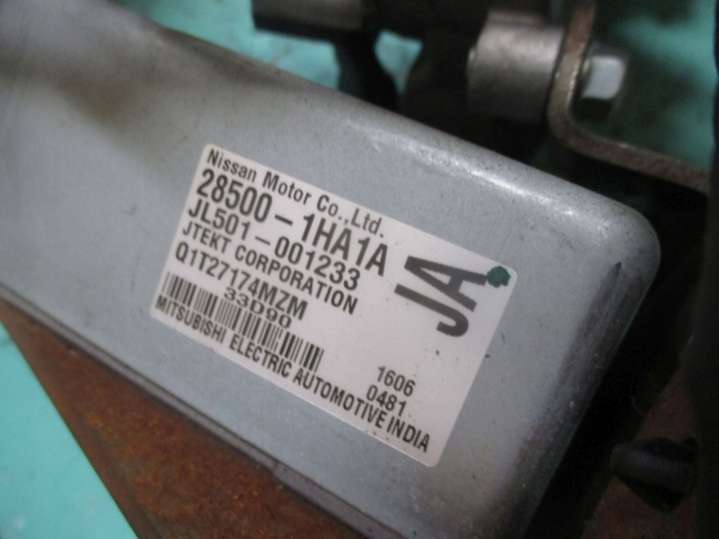 Nissan Motor Co.,Ltd.
28500-1HA1A
JL501-001233
JTEKT CORPORATION
Q1T27174MZM
33D90
MITSUBISHI ELECTRIC AUTOMOTIVE INDIA
JA
1606
0481